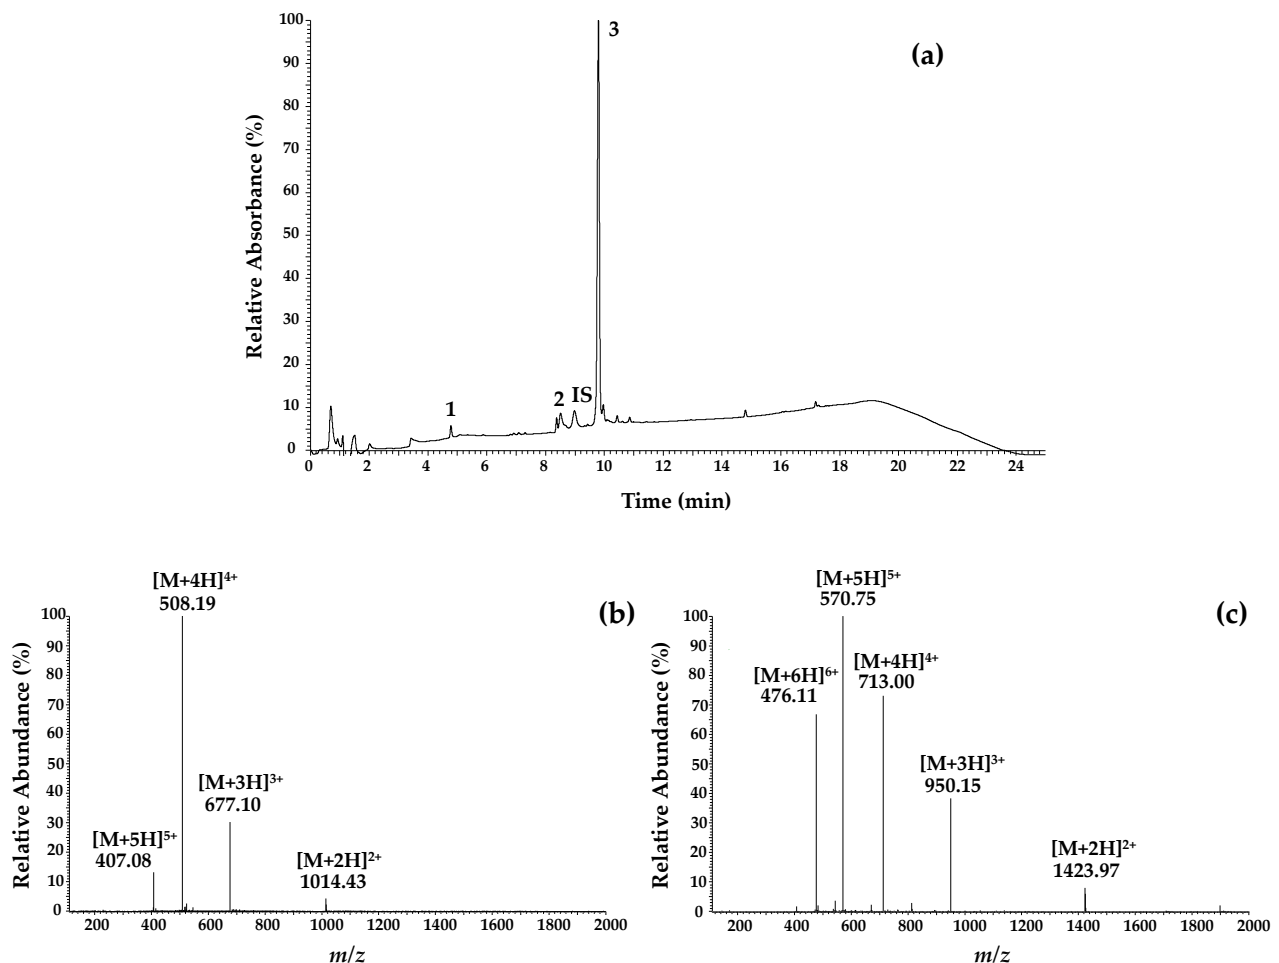 (a)
3
2
IS
1
Relative Absorbance (%)
100
90
80
70
60
50
40
30
20
10
0
0 2 4 6 8 10 12 14 16 18 20 22 24
Time (min)
(b)
[M+4H]4+
508.19
[M+3H]3+
677.10
[M+5H]5+
407.08
[M+2H]2+
1014.43
Relative Abundance (%)
100
90
80
70
60
50
40
30
20
10
0
200 400 600 800 1000 1200 1400 1600 1800 2000
m/z
(c)
[M+5H]5+
570.75
[M+6H]6+
476.11
[M+4H]4+
713.00
[M+3H]3+
950.15
[M+2H]2+
1423.97
Relative Abundance (%)
100
90
80
70
60
50
40
30
20
10
0
200 400 600 800 1000 1200 1400 1600 1800 2000
m/z